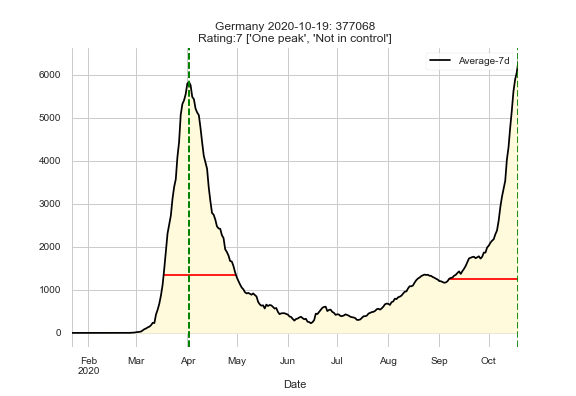 Germany 2020-10-19: 377068
Rating:7 ['One peak', 'Not in control']
Average-7d
6000
5000
4000
3000
2000
1000
0
Feb Mar Apr May Jun Jul Aug Sep Oct
2020
Date